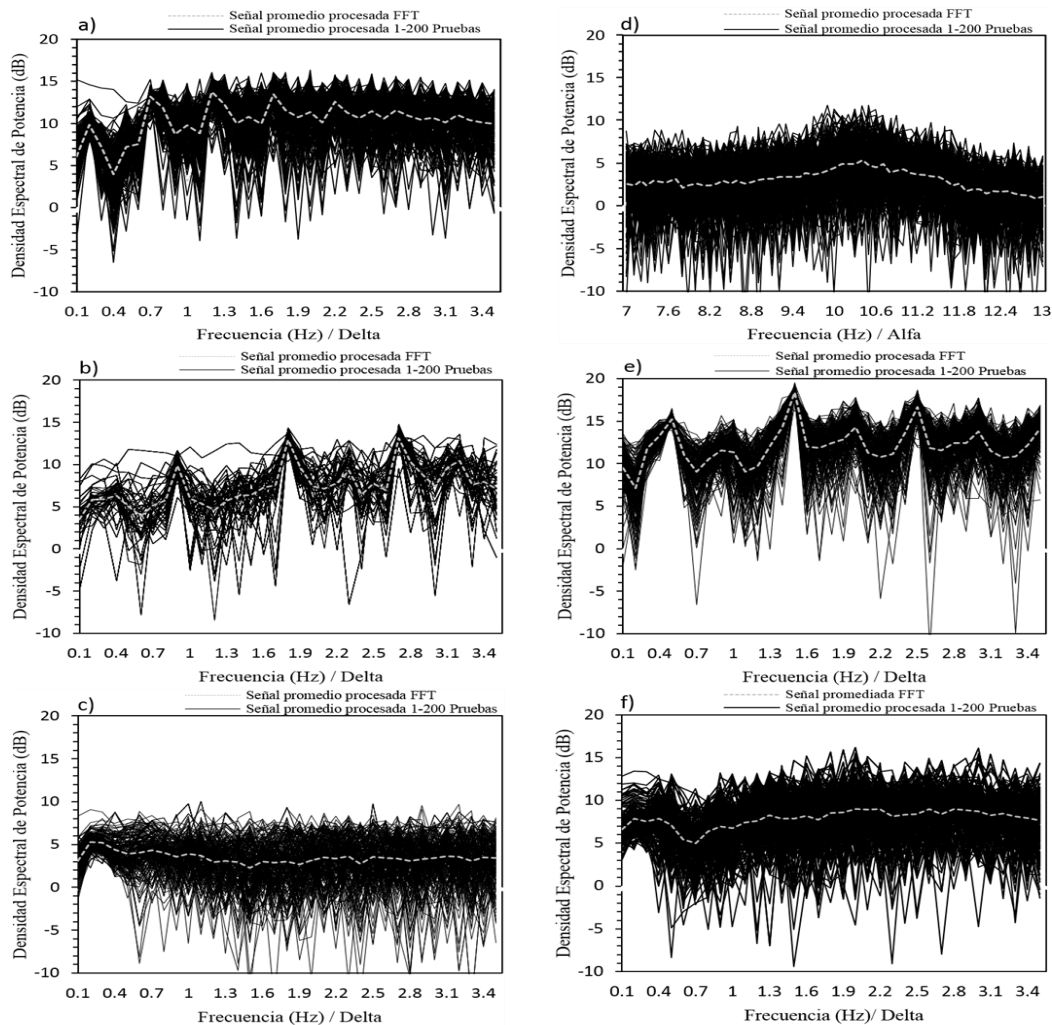 a)
Señal promedio procesada FFT
Señal promedio procesada 1-200 Pruebas
Densidad Espectral de Potencia (dB)
20
15
10
5
0
-5
-10
0.1 0.4 0.7 1 1.3 1.6 1.9 2.2 2.5 2.8 3.1 3.4
Frecuencia (Hz) / Delta
d)
Señal promedio procesada FFT
Señal promedio procesada 1-200 Pruebas
Densidad Espectral de Potencia (dB)
20
15
10
5
0
-5
-10
7 7.6 8.2 8.8 9.4 10 10.6 11.2 11.8 12.4 13
Frecuencia (Hz) / Alfa
b)
Señal promedio procesada FFT
Señal promedio procesada 1-200 Pruebas
Densidad Espectral de Potencia (dB)
20
15
10
5
0
-5
-10
0.1 0.4 0.7 1 1.3 1.6 1.9 2.2 2.5 2.8 3.1 3.4
Frecuencia (Hz) / Delta
e)
Señal promedio procesada FFT
Señal promedio procesada 1-200 Pruebas
Densidad Espectral de Potencia (dB)
20
15
10
5
0
-5
-10
0.1 0.4 0.7 1 1.3 1.6 1.9 2.2 2.5 2.8 3.1 3.4
Frecuencia (Hz) / Delta
c)
Señal promedio procesada FFT
Señal promedio procesada 1-200 Pruebas
Densidad Espectral de Potencia (dB)
20
15
10
5
0
-5
-10
0.1 0.4 0.7 1 1.3 1.6 1.9 2.2 2.5 2.8 3.1 3.4
Frecuencia (Hz) / Delta
f)
Señal promediada FFT
Señal promedio procesada 1-200 Pruebas
Densidad Espectral de Potencia (dB)
20
15
10
5
0
-5
-10
0.1 0.4 0.7 1 1.3 1.6 1.9 2.2 2.5 2.8 3.1 3.4
Frecuencia (Hz)/ Delta